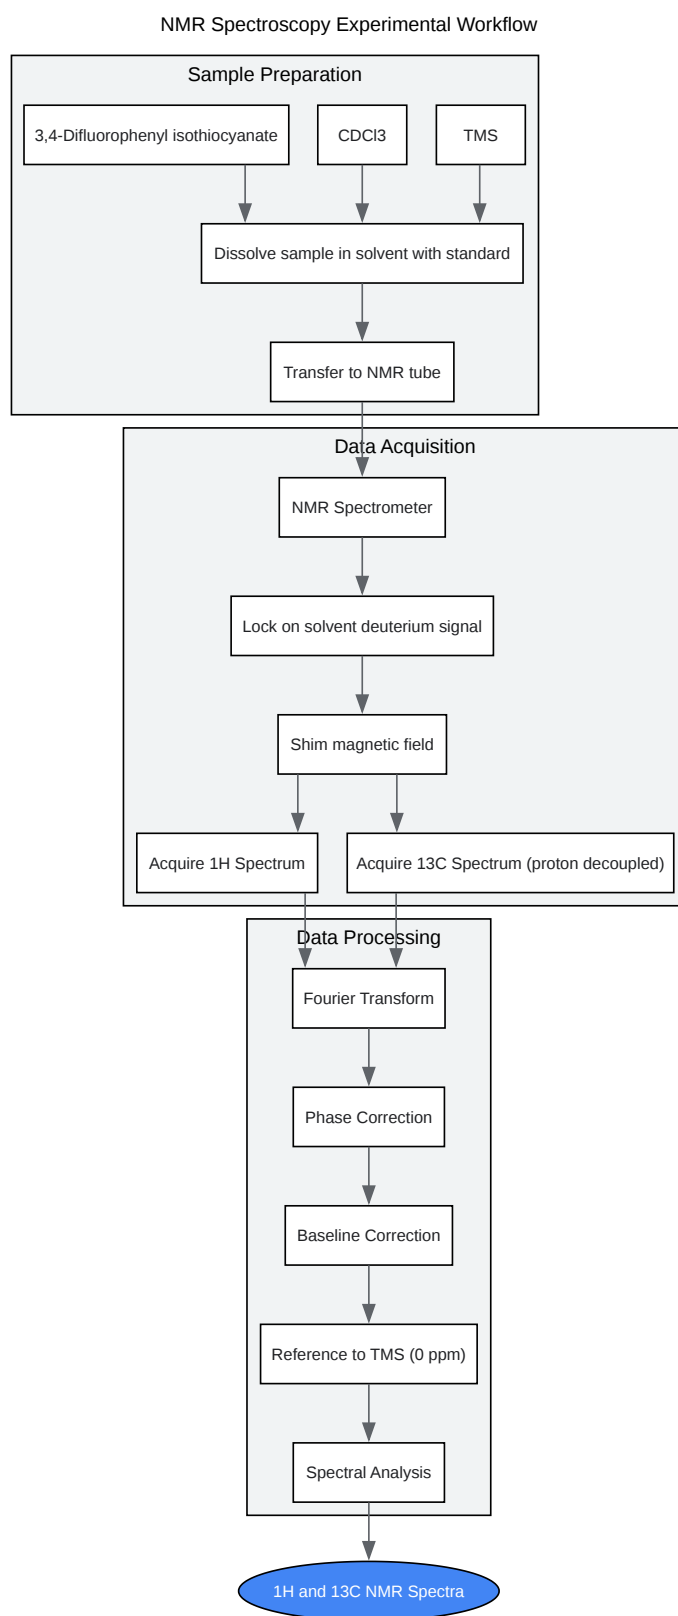 NMR Spectroscopy Experimental Workflow
Sample Preparation
3,4-Difluorophenyl isothiocyanate
CDCl3
TMS
Dissolve sample in solvent with standard
Transfer to NMR tube
Data Acquisition
NMR Spectrometer
Lock on solvent deuterium signal
Shim magnetic field
Acquire 1H Spectrum
Acquire 13C Spectrum (proton decoupled)
Data Processing
Fourier Transform
Phase Correction
Baseline Correction
Reference to TMS (0 ppm)
Spectral Analysis
1H and 13C NMR Spectra